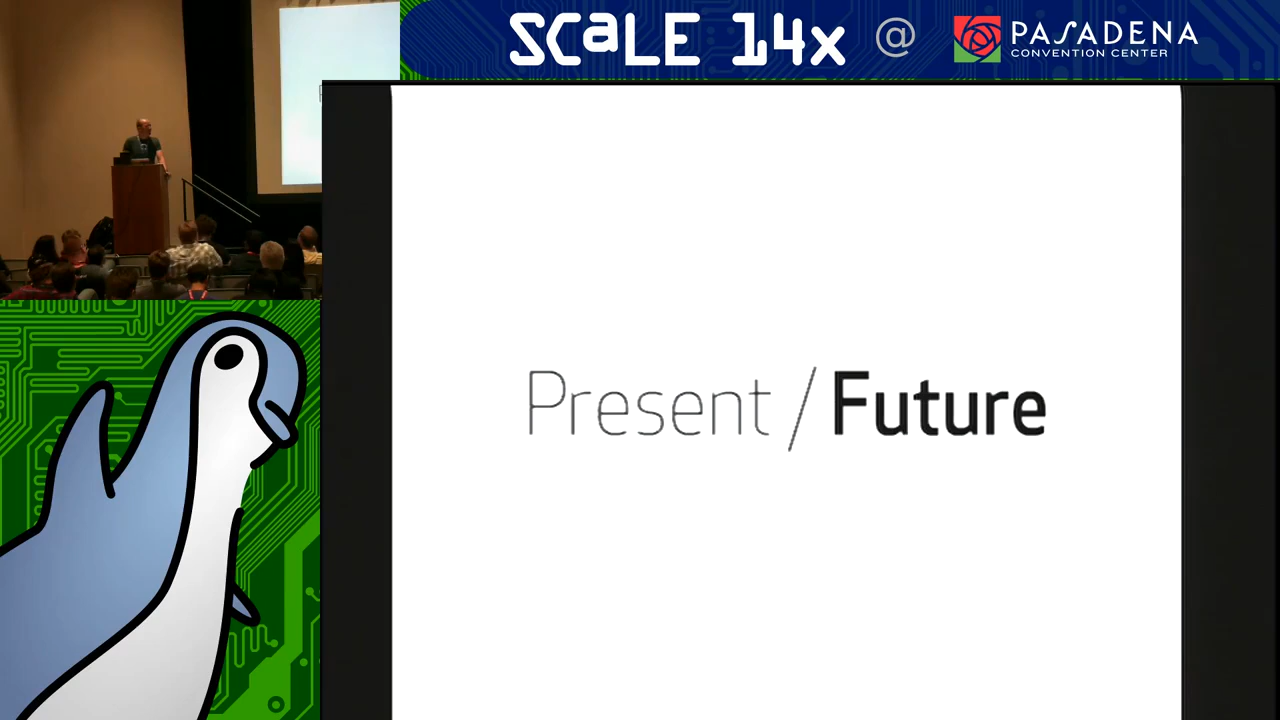 SCaLE 14x @ PASADENA
CONVENTION CENTER
Present / Future